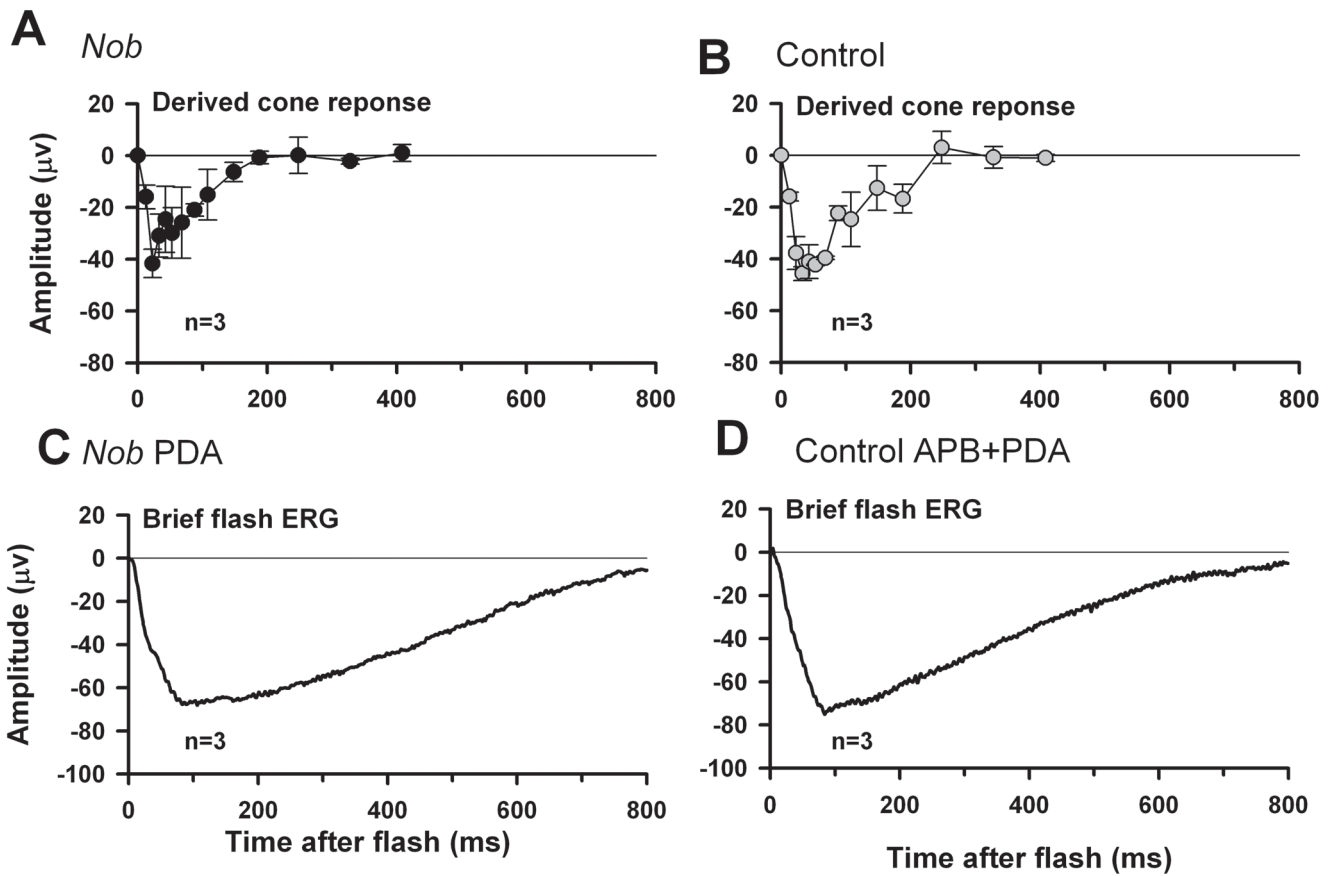 A
Nob
B
Control
Derived cone reponse
Derived cone reponse
20
0
-20
-40
-60
-80
Amplitude (μv)
n=3
0 200 400 600 800
20
0
-20
-40
-60
-80
n=3
0 200 400 600 800
C
Nob PDA
D
Control APB+PDA
Brief flash ERG
Brief flash ERG
20
0
-20
-40
-60
-80
-100
Amplitude (μv)
n=3
0 200 400 600 800
Time after flash (ms)
20
0
-20
-40
-60
-80
-100
n=3
0 200 400 600 800
Time after flash (ms)